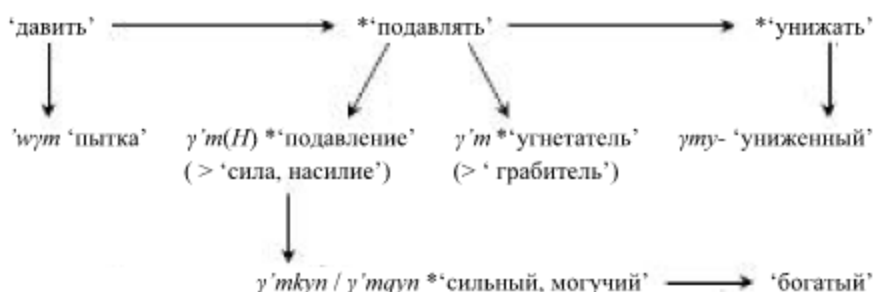 ‘давить’ *‘подавлять’ *‘унижать’
’wγm ‘пытка’ γ’m(H) *‘подавление’ γ’m *‘угнетатель’ γmy- ‘униженный’
( > ‘сила, насилие’) (> ‘ грабитель’)
γ’mkyn / γ’mqyn *‘сильный, могучий’ ‘богатый’